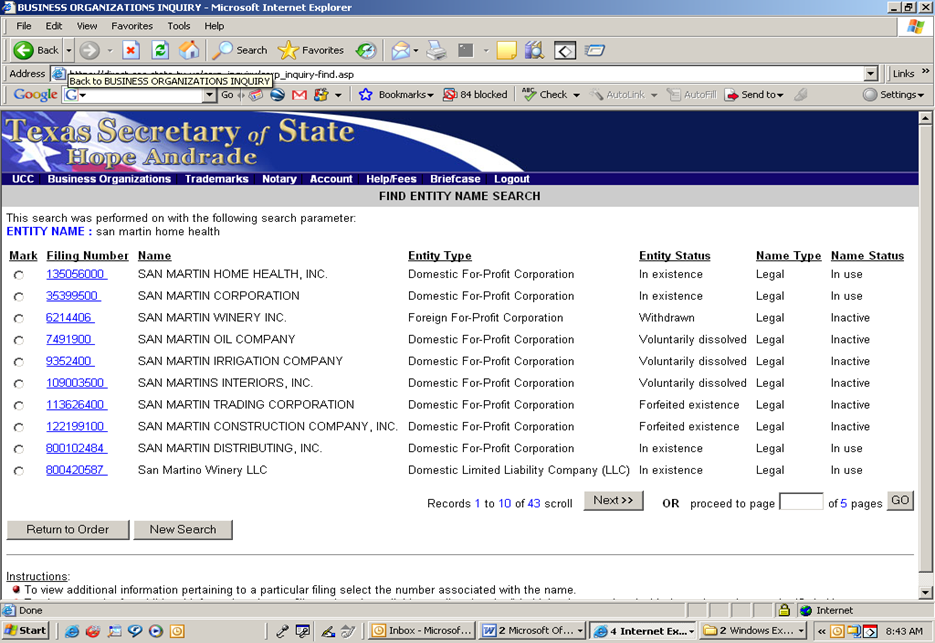 BUSINESS ORGANIZATIONS INQUIRY - Microsoft Internet Explorer
File Edit View Favorites Tools Help
Back Search Favorites
Address inquiry-find.asp Links »
Back to BUSINESS ORGANIZATIONS INQUIRY
Google G Go Bookmarks 84 blocked ABC Check AutoLink AutoFill Send to Settings
Texas Secretary of State
Hope Andrade
UCC Business Organizations Trademarks Notary Account Help/Fees Briefcase Logout
FIND ENTITY NAME SEARCH
This search was performed on with the following search parameter:
ENTITY NAME : san martin home health
Mark Filing Number Name Entity Type Entity Status Name Type Name Status
135056000 SAN MARTIN HOME HEALTH, INC. Domestic For-Profit Corporation In existence Legal In use
35399500 SAN MARTIN CORPORATION Domestic For-Profit Corporation In existence Legal In use
6214406 SAN MARTIN WINERY INC. Foreign For-Profit Corporation Withdrawn Legal Inactive
7491900 SAN MARTIN OIL COMPANY Domestic For-Profit Corporation Voluntarily dissolved Legal Inactive
9352400 SAN MARTIN IRRIGATION COMPANY Domestic For-Profit Corporation Voluntarily dissolved Legal Inactive
109003500 SAN MARTINS INTERIORS, INC. Domestic For-Profit Corporation Voluntarily dissolved Legal Inactive
113626400 SAN MARTIN TRADING CORPORATION Domestic For-Profit Corporation Forfeited existence Legal Inactive
122199100 SAN MARTIN CONSTRUCTION COMPANY, INC. Domestic For-Profit Corporation Forfeited existence Legal Inactive
800102484 SAN MARTIN DISTRIBUTING, INC. Domestic For-Profit Corporation In existence Legal In use
800420587 San Martino Winery LLC Domestic Limited Liability Company (LLC) In existence Legal In use
Records 1 to 10 of 43 scroll Next >> OR proceed to page of 5 pages GO
Return to Order New Search
Instructions:
To view additional information pertaining to a particular filing select the number associated with the name.
Done Internet
Start Inbox - Microsof... 2 Microsoft Of... 4 Internet Ex... 2 Windows Ex... « 8:43 AM